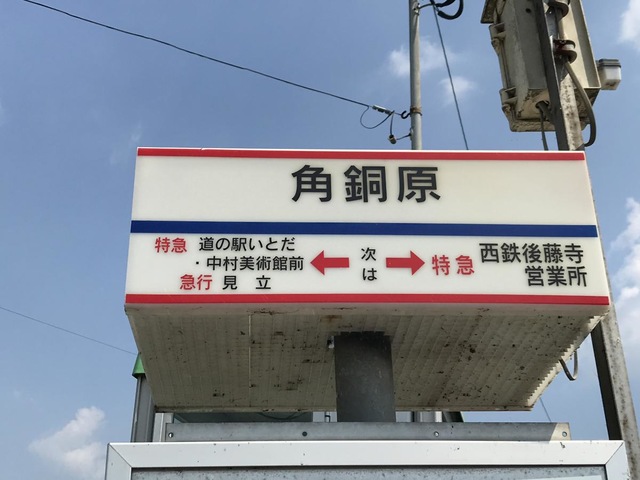 角銅原
特急 道の駅いとだ
・中村美術館前
急行 見立
次は
特急 西鉄後藤寺
営業所